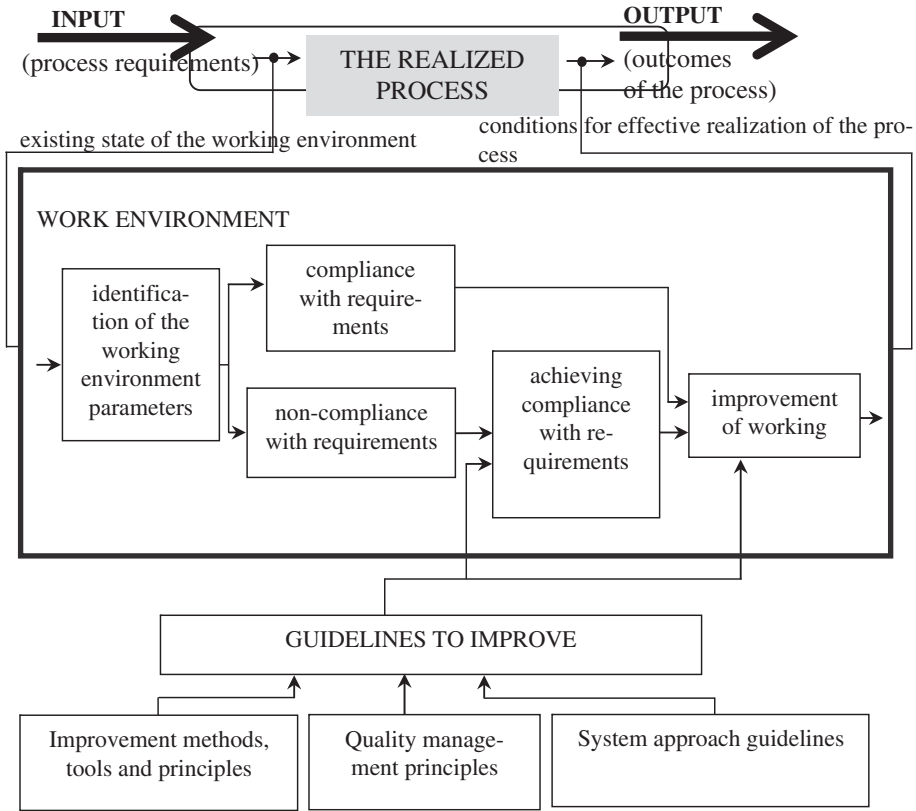 INPUT
(process requirements)
THE REALIZED
PROCESS
OUTPUT
(outcomes
of the process)
existing state of the working environment
conditions for effective realization of the pro-
cess
WORK ENVIRONMENT
identifica-
tion of the
working
environment
parameters
compliance
with require-
ments
non-compliance
with requirements
achieving
compliance
with re-
quirements
improvement
of working
GUIDELINES TO IMPROVE
Improvement methods,
tools and principles
Quality manage-
ment principles
System approach guidelines